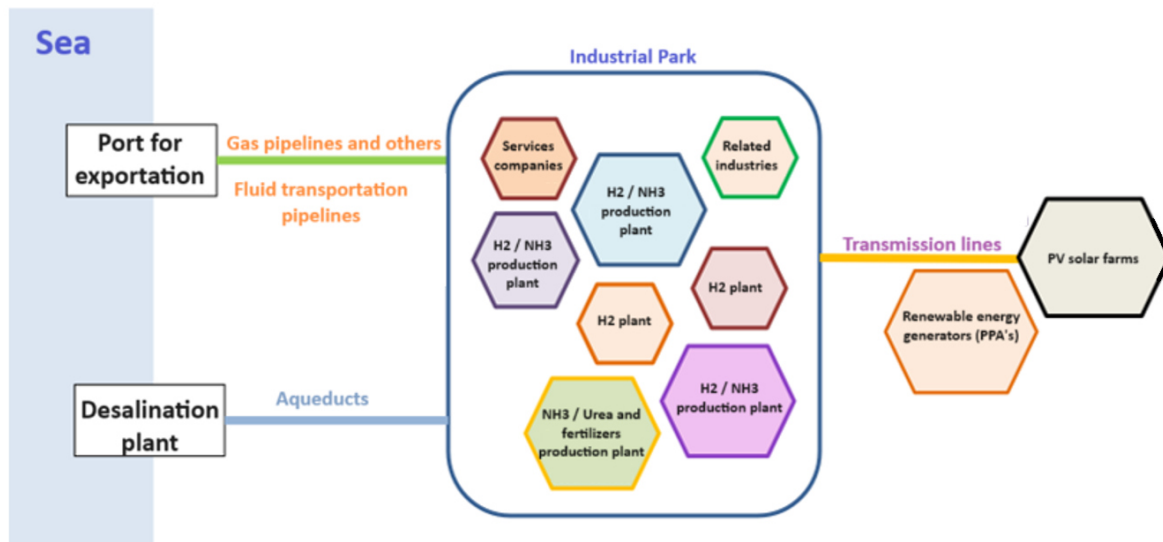 Sea
Industrial Park
Port for
exportation
Gas pipelines and others
Fluid transportation
pipelines
Services
companies
Related
industries
H2 / NH3
production
plant
H2 / NH3
production
plant
Transmission lines
PV solar farms
H2 plant
H2 plant
Renewable energy
generators (PPA's)
Desalination
plant
Aqueducts
H2 / NH3
production plant
NH3 / Urea and
fertilizers
production plant